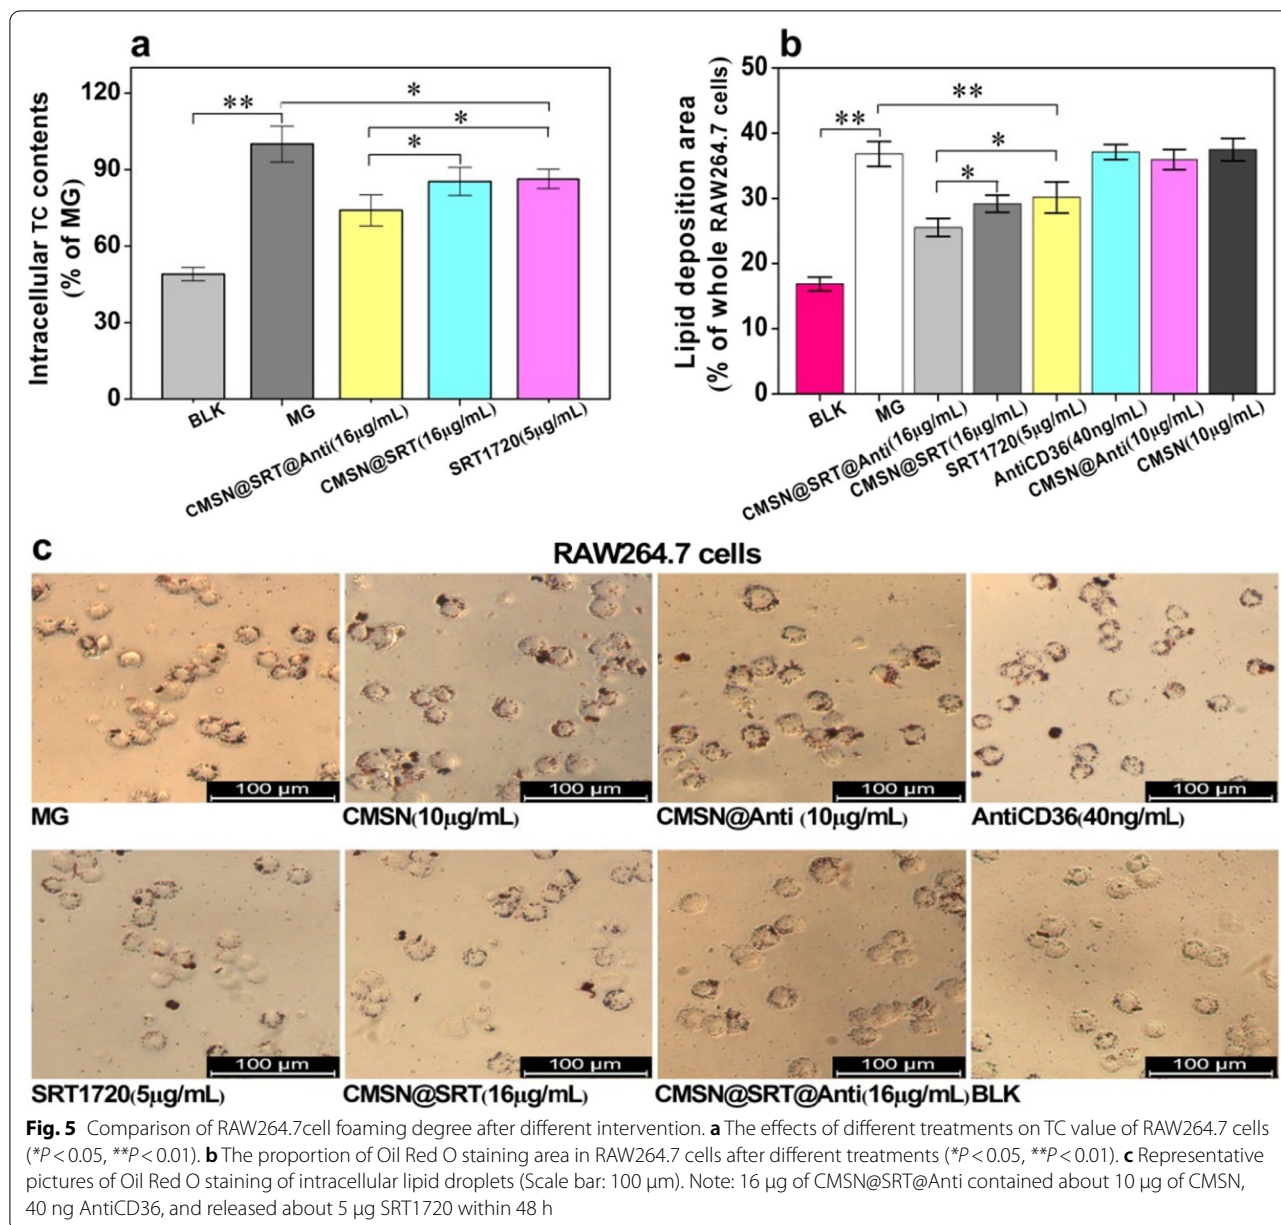 a
Intracellular TC contents
(% of MG)
120
90
60
30
0
**
*
*
*
BLK
MG
CMSN@SRT@Anti(16μg/mL)
CMSN@SRT(16μg/mL)
SRT1720(5μg/mL)
b
Lipid deposition area
(% of whole RAW264.7 cells)
50
40
30
20
10
0
**
**
*
*
BLK
MG
CMSN@SRT@Anti(16μg/mL)
CMSN@SRT(16μg/mL)
SRT1720(5μg/mL)
AntiCD36(40ng/mL)
CMSN@Anti(10μg/mL)
CMSN(10μg/mL)
c
RAW264.7 cells
100 μm 100 μm 100 μm 100 μm
MG CMSN(10μg/mL) CMSN@Anti (10μg/mL) AntiCD36(40ng/mL)
100 μm 100 μm 100 μm 100 μm
SRT1720(5μg/mL) CMSN@SRT(16μg/mL) CMSN@SRT@Anti(16μg/mL) BLK
Fig. 5 Comparison of RAW264.7cell foaming degree after different intervention. a The effects of different treatments on TC value of RAW264.7 cells
(*P < 0.05, **P < 0.01). b The proportion of Oil Red O staining area in RAW264.7 cells after different treatments (*P < 0.05, **P < 0.01). c Representative
pictures of Oil Red O staining of intracellular lipid droplets (Scale bar: 100 μm). Note: 16 μg of CMSN@SRT@Anti contained about 10 μg of CMSN,
40 ng AntiCD36, and released about 5 μg SRT1720 within 48 h